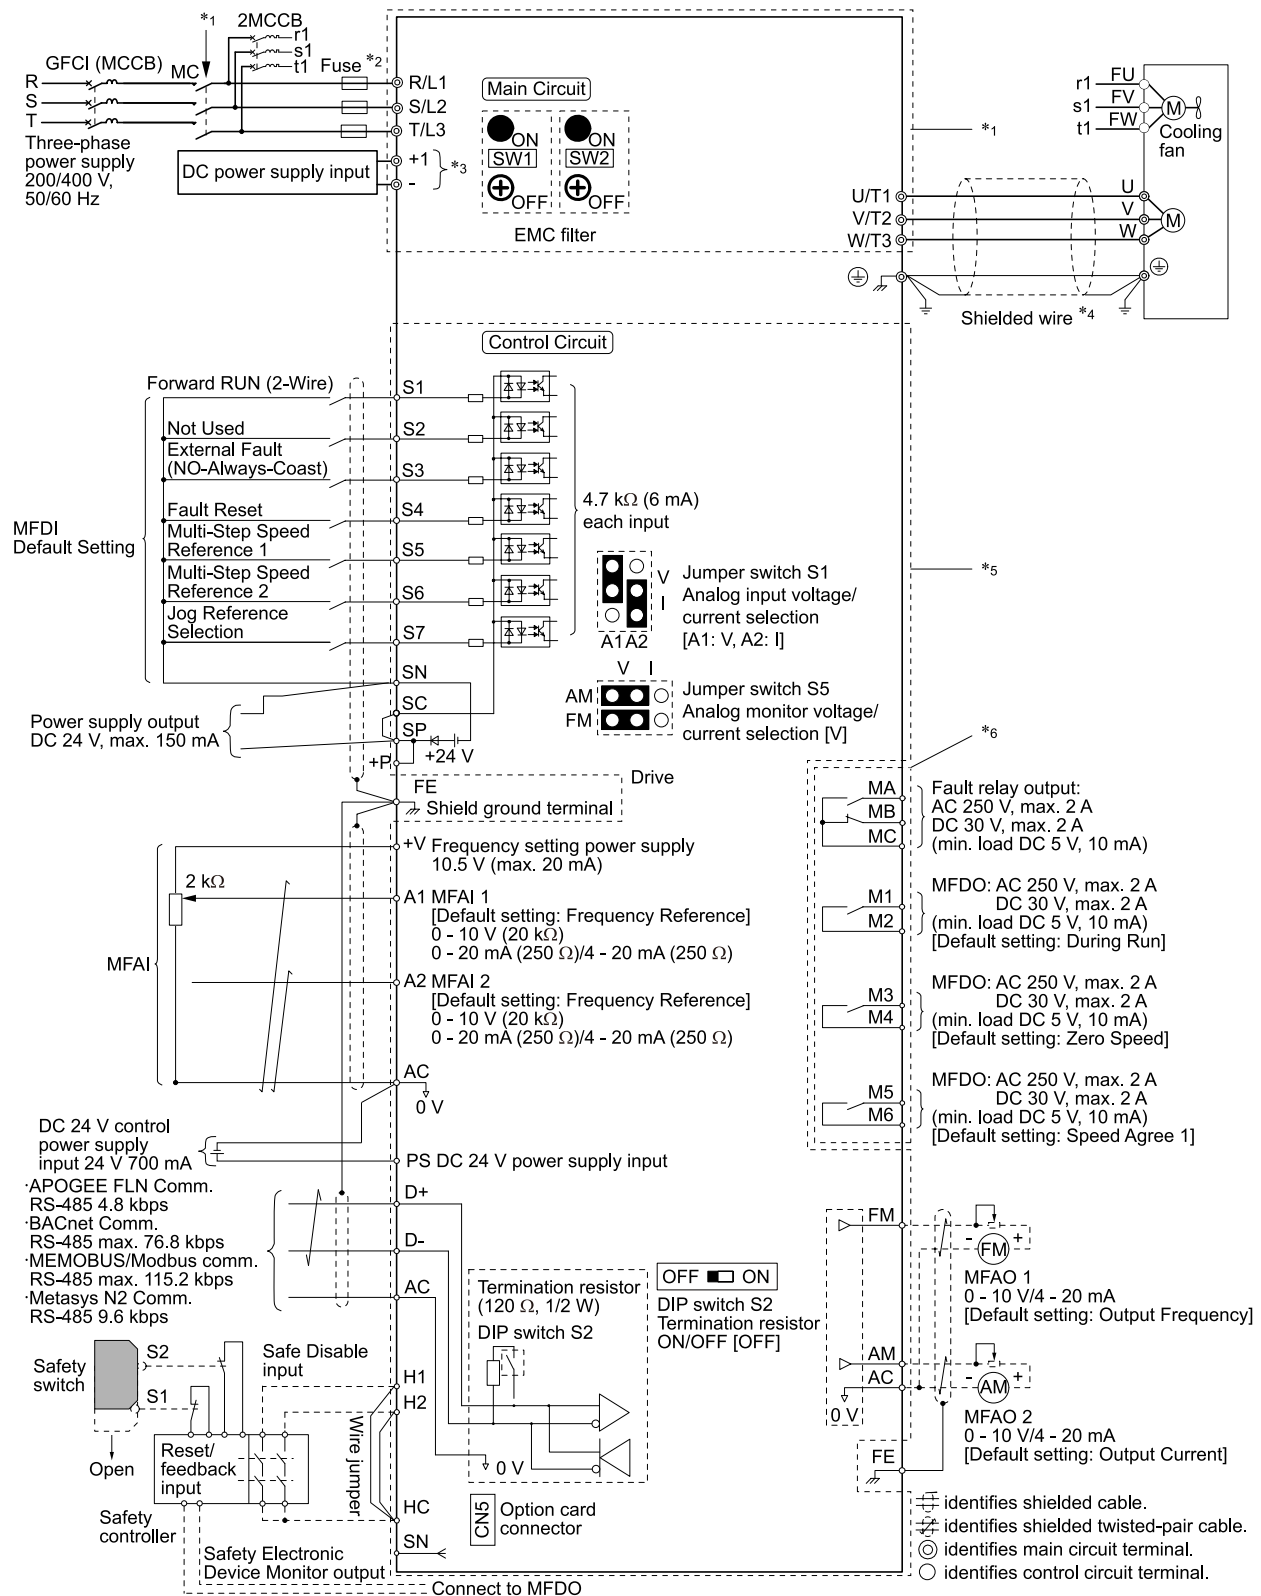 *1
2MCCB
r1
s1
t1
GFCI (MCCB)
MC
Fuse *2
R
S
T
Three-phase
power supply
200/400 V,
50/60 Hz
R/L1
S/L2
T/L3
DC power supply input
+1
-
*3
Main Circuit
ON
SW1
OFF
ON
SW2
OFF
EMC filter
*1
r1 FU
s1 FV
t1 FW
M
Cooling
fan
U/T1
V/T2
W/T3
U
V
W
M
Shielded wire *4
Control Circuit
Forward RUN (2-Wire)
S1
Not Used
S2
External Fault
(NO-Always-Coast)
S3
Fault Reset
S4
Multi-Step Speed
Reference 1
S5
Multi-Step Speed
Reference 2
S6
Jog Reference
Selection
S7
MFDI
Default Setting
4.7 kΩ (6 mA)
each input
V
I
A1 A2
Jumper switch S1
Analog input voltage/
current selection
[A1: V, A2: I]
V I
AM
FM
Jumper switch S5
Analog monitor voltage/
current selection [V]
*5
SN
SC
SP
+P
+24 V
Power supply output
DC 24 V, max. 150 mA
Drive
FE
Shield ground terminal
*6
MA
MB
MC
Fault relay output:
AC 250 V, max. 2 A
DC 30 V, max. 2 A
(min. load DC 5 V, 10 mA)
M1
M2
MFDO: AC 250 V, max. 2 A
DC 30 V, max. 2 A
(min. load DC 5 V, 10 mA)
[Default setting: During Run]
M3
M4
MFDO: AC 250 V, max. 2 A
DC 30 V, max. 2 A
(min. load DC 5 V, 10 mA)
[Default setting: Zero Speed]
M5
M6
MFDO: AC 250 V, max. 2 A
DC 30 V, max. 2 A
(min. load DC 5 V, 10 mA)
[Default setting: Speed Agree 1]
MFAI
2 kΩ
+V Frequency setting power supply
10.5 V (max. 20 mA)
A1 MFAI 1
[Default setting: Frequency Reference]
0 - 10 V (20 kΩ)
0 - 20 mA (250 Ω)/4 - 20 mA (250 Ω)
A2 MFAI 2
[Default setting: Frequency Reference]
0 - 10 V (20 kΩ)
0 - 20 mA (250 Ω)/4 - 20 mA (250 Ω)
AC
0 V
DC 24 V control
power supply
input 24 V 700 mA
PS DC 24 V power supply input
·APOGEE FLN Comm.
RS-485 4.8 kbps
·BACnet Comm.
RS-485 max. 76.8 kbps
·MEMOBUS/Modbus comm.
RS-485 max. 115.2 kbps
·Metasys N2 Comm.
RS-485 9.6 kbps
D+
D-
AC
Termination resistor
(120 Ω, 1/2 W)
DIP switch S2
0 V
OFF ON
DIP switch S2
Termination resistor
ON/OFF [OFF]
FM
- +
FM
MFAO 1
0 - 10 V/4 - 20 mA
[Default setting: Output Frequency]
AM
AC
0 V
- +
AM
MFAO 2
0 - 10 V/4 - 20 mA
[Default setting: Output Current]
FE
Safety
switch
S2
S1
Open
Safe Disable
input
H1
H2
Wire jumper
Reset/
feedback
input
Safety
controller
HC
SN
CN5
Option card
connector
Safety Electronic
Device Monitor output
Connect to MFDO
identifies shielded cable.
identifies shielded twisted-pair cable.
identifies main circuit terminal.
identifies control circuit terminal.